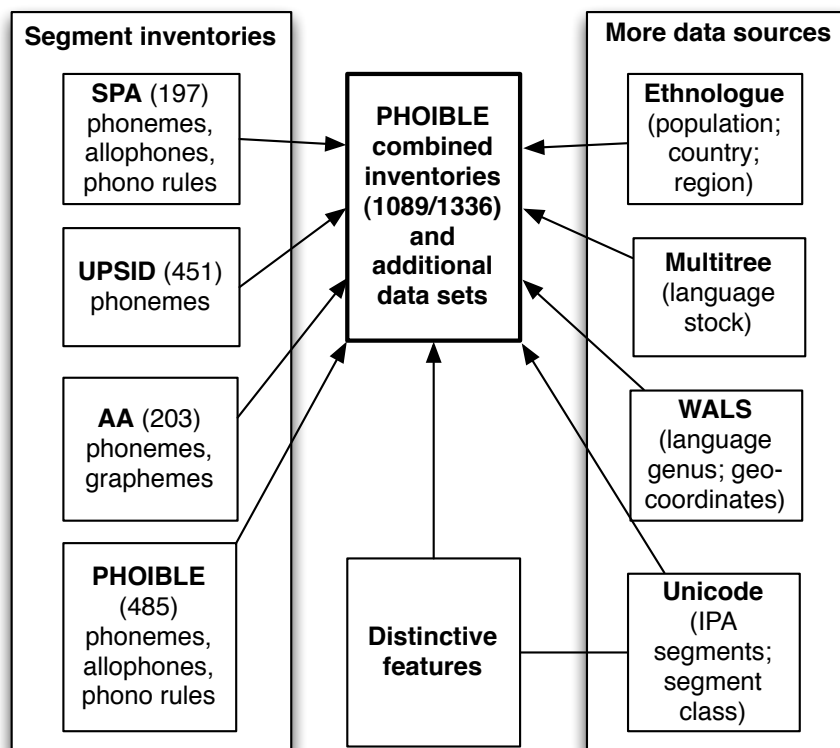 Segment inventories
SPA (197)
phonemes,
allophones,
phono rules
UPSID (451)
phonemes
AA (203)
phonemes,
graphemes
PHOIBLE
(485)
phonemes,
allophones,
phono rules
PHOIBLE
combined
inventories
(1089/1336)
and
additional
data sets
Distinctive
features
More data sources
Ethnologue
(population;
country;
region)
Multitree
(language
stock)
WALS
(language
genus; geo-
coordinates)
Unicode
(IPA
segments;
segment
class)